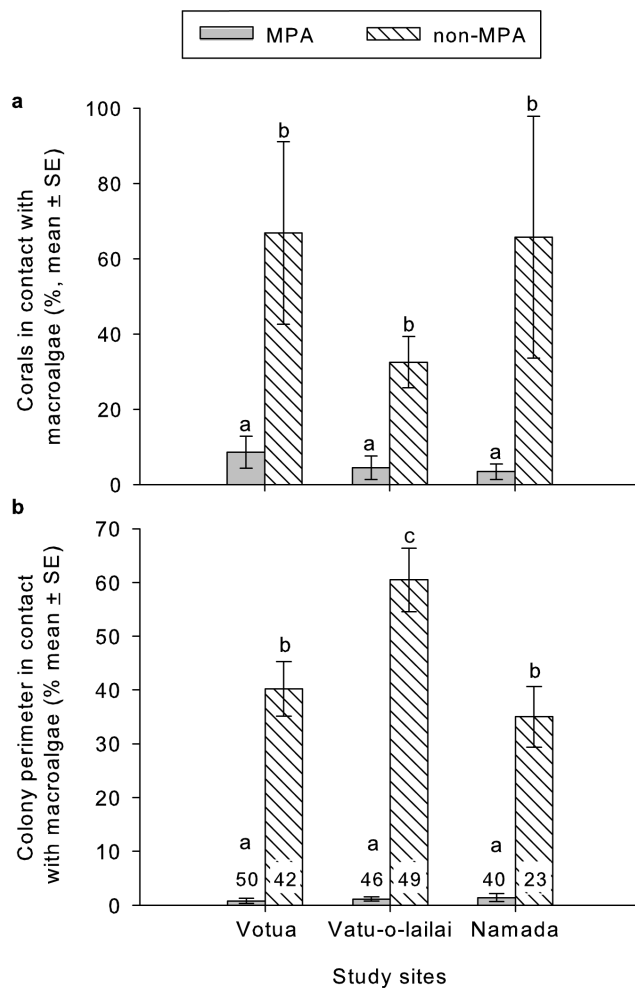 MPA non-MPA
a
Corals in contact with
macroalgae (%, mean ± SE)
100
80
60
40
20
0
a b a b a b
b
Colony perimeter in contact
with macroalgae (% mean ± SE)
70
60
50
40
30
20
10
0
a b a c a b
50 42 46 49 40 23
Votua Vatu-o-lailai Namada
Study sites